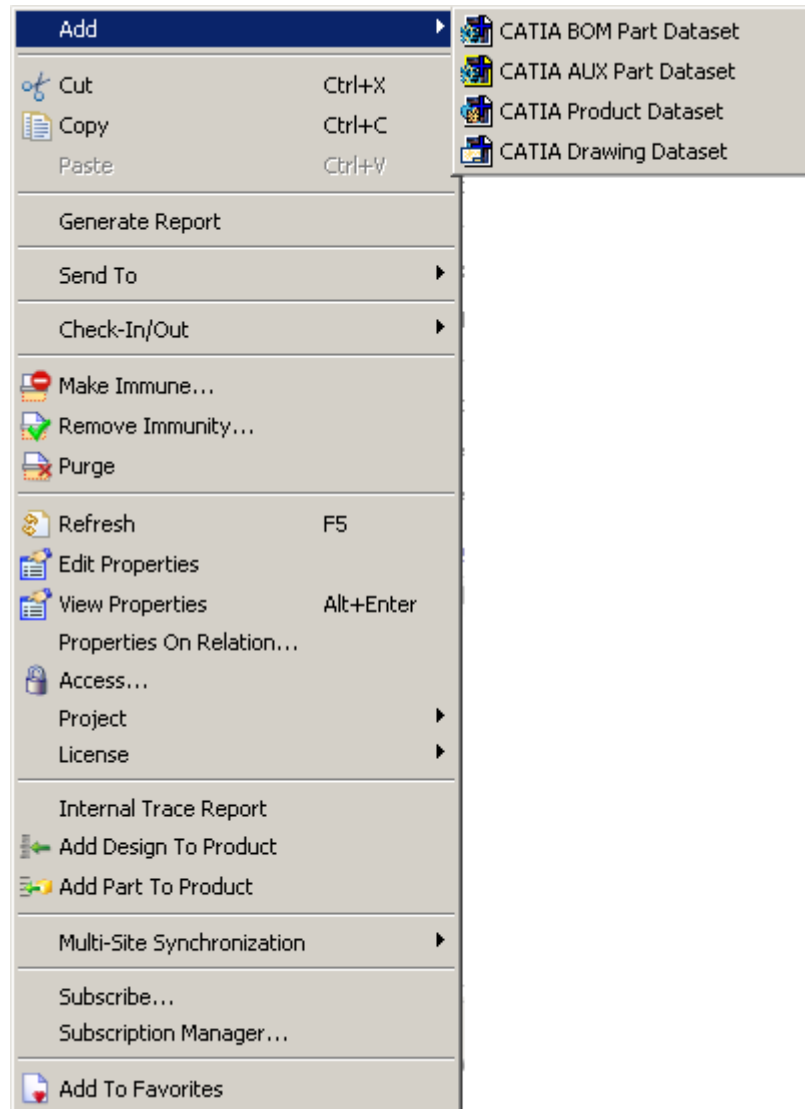 Add
CATIA BOM Part Dataset
CATIA AUX Part Dataset
CATIA Product Dataset
CATIA Drawing Dataset
Cut Ctrl+X
Copy Ctrl+C
Paste Ctrl+V
Generate Report
Send To
Check-In/Out
Make Immune...
Remove Immunity...
Purge
Refresh F5
Edit Properties
View Properties Alt+Enter
Properties On Relation...
Access...
Project
License
Internal Trace Report
Add Design To Product
Add Part To Product
Multi-Site Synchronization
Subscribe...
Subscription Manager...
Add To Favorites